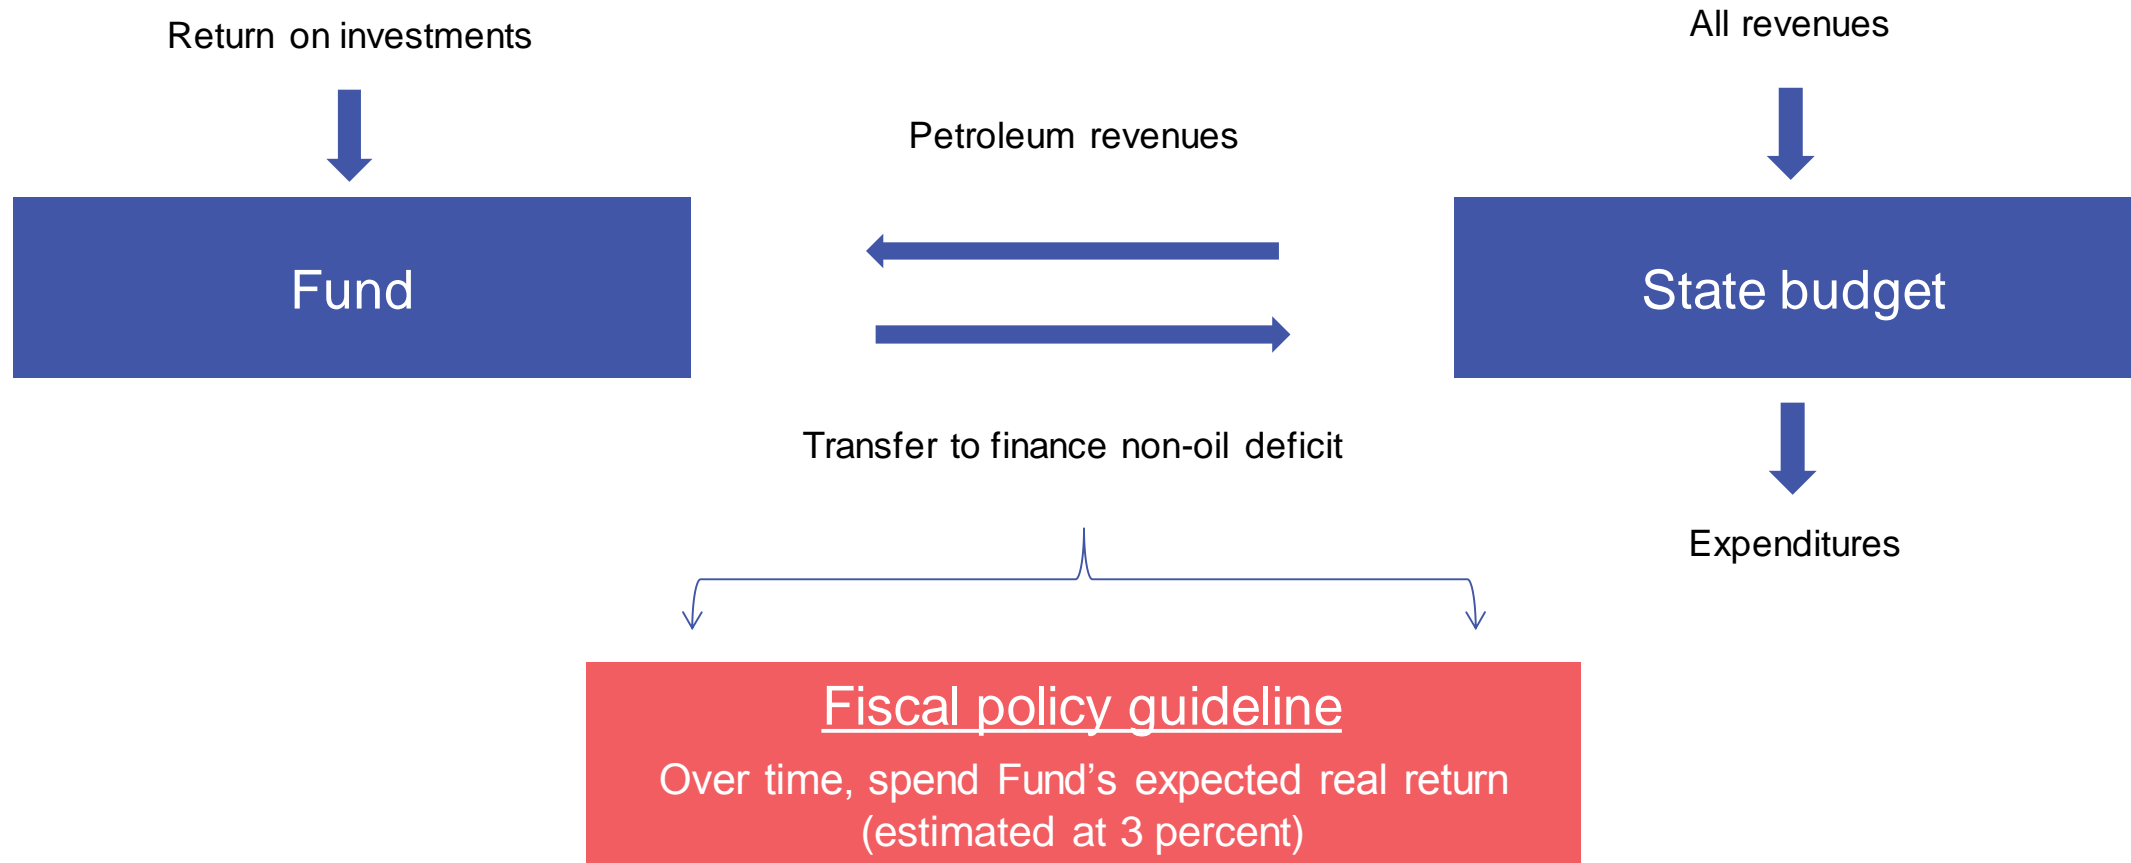 Return on investments
All revenues
Petroleum revenues
Fund
State budget
Transfer to finance non-oil deficit
Expenditures
Fiscal policy guideline
Over time, spend Fund’s expected real return
(estimated at 3 percent)